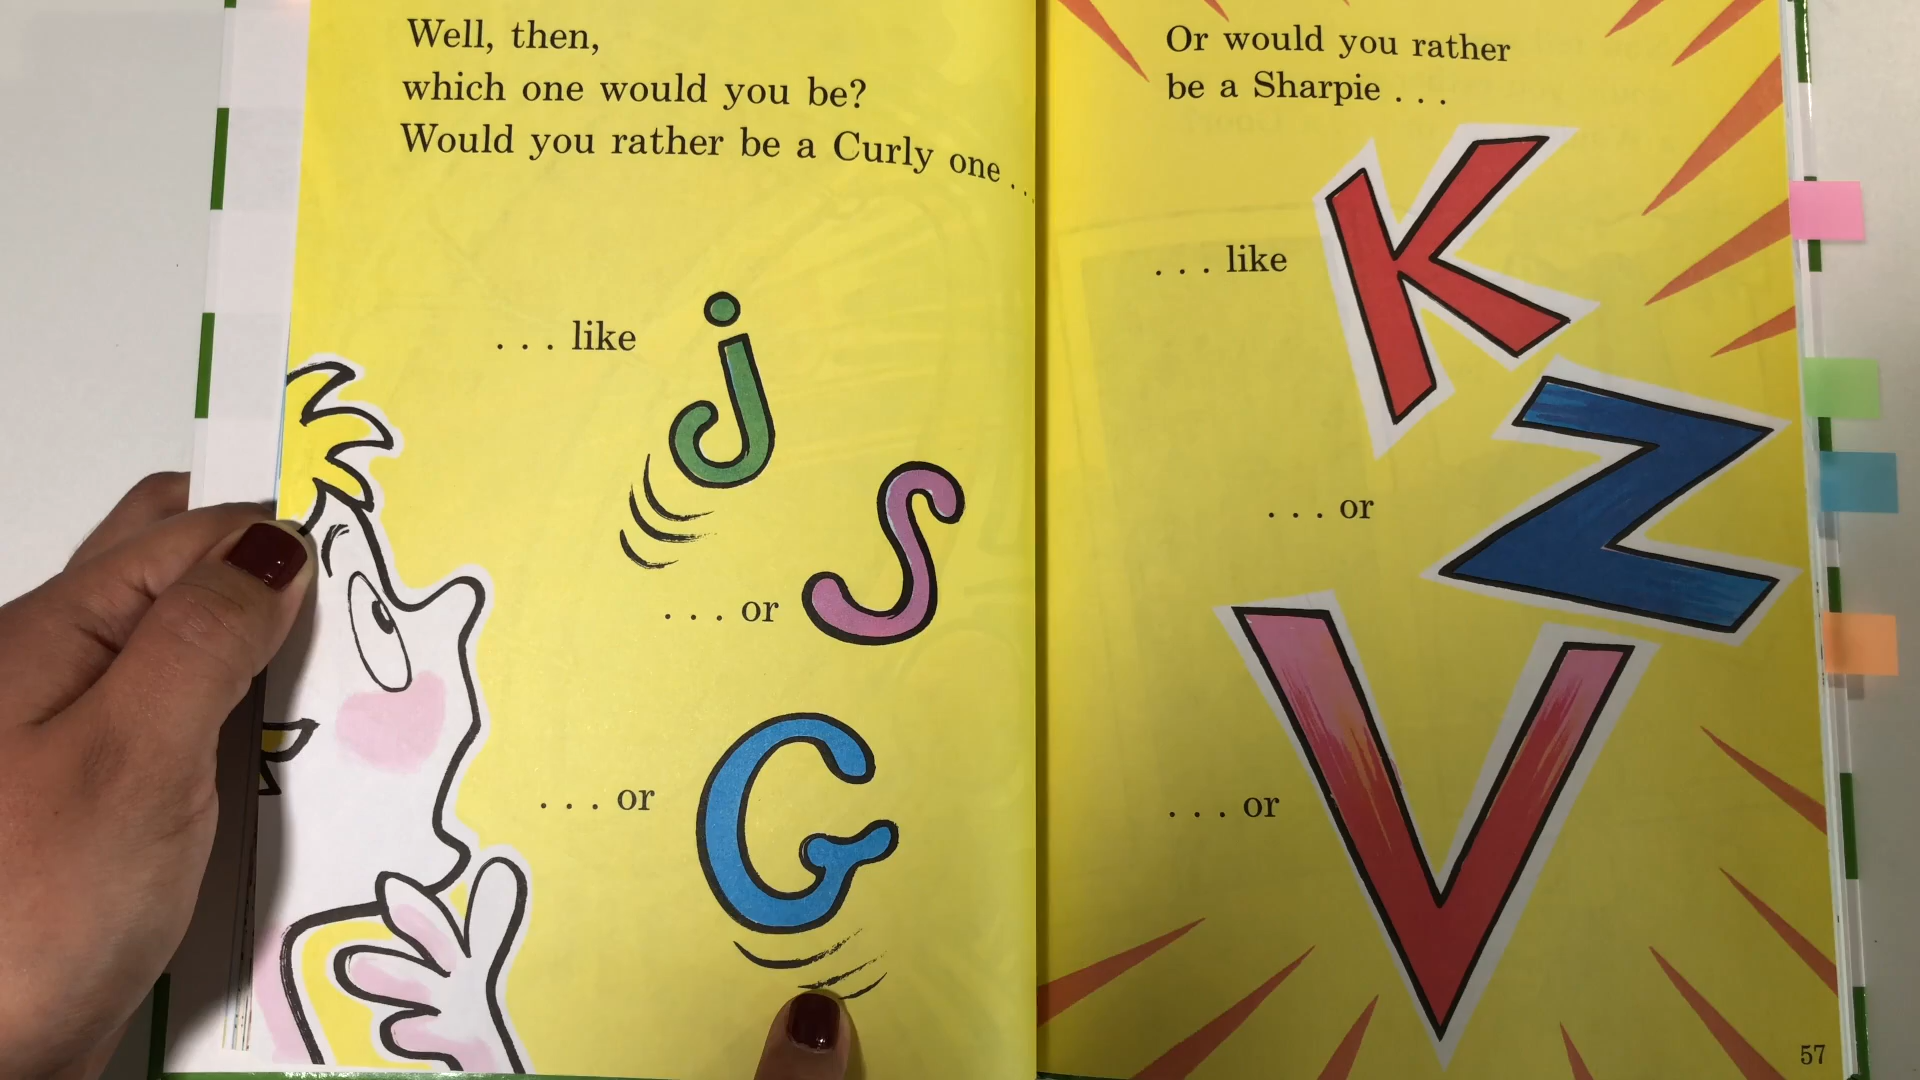 Well, then,
which one would you be?
Would you rather be a Curly one . .
. . . like j
. . . or S
. . . or G
Or would you rather
be a Sharpie . . .
. . . like K
. . . or Z
. . . or V
57